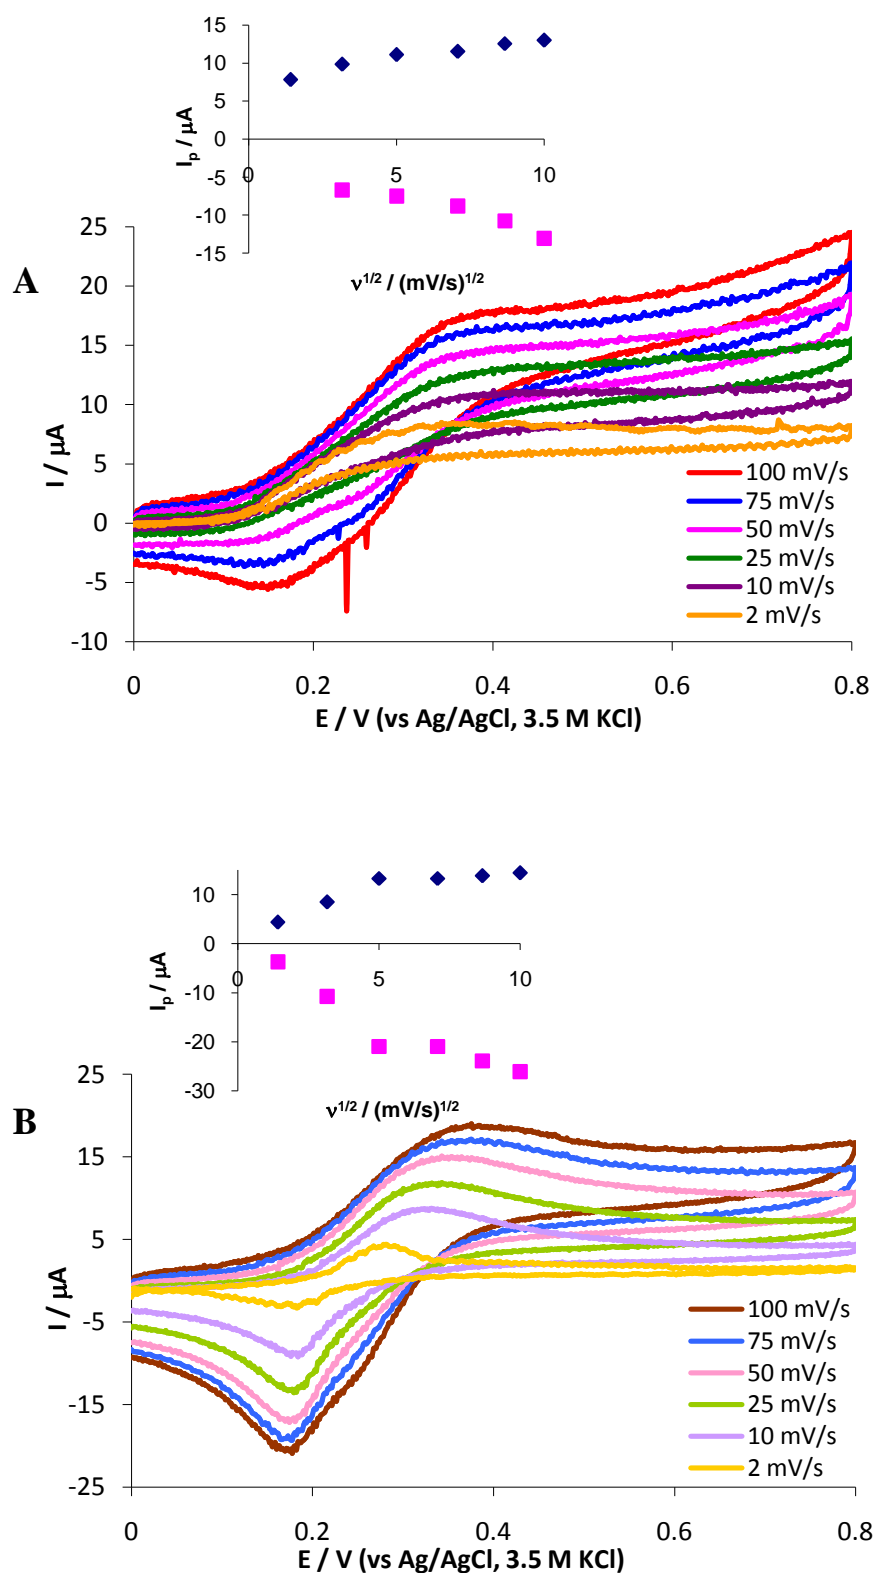 15
10
5
0
-5
-10
-15
0 5 10
Ip / µA
ν1/2 / (mV/s)1/2
A
25
20
15
10
5
0
-5
-10
I / µA
100 mV/s
75 mV/s
50 mV/s
25 mV/s
10 mV/s
2 mV/s
0 0.2 0.4 0.6 0.8
E / V (vs Ag/AgCl, 3.5 M KCl)
10
0
-10
-20
-30
0 5 10
Ip / µA
ν1/2 / (mV/s)1/2
B
25
15
5
-5
-15
-25
I / µA
100 mV/s
75 mV/s
50 mV/s
25 mV/s
10 mV/s
2 mV/s
0 0.2 0.4 0.6 0.8
E / V (vs Ag/AgCl, 3.5 M KCl)